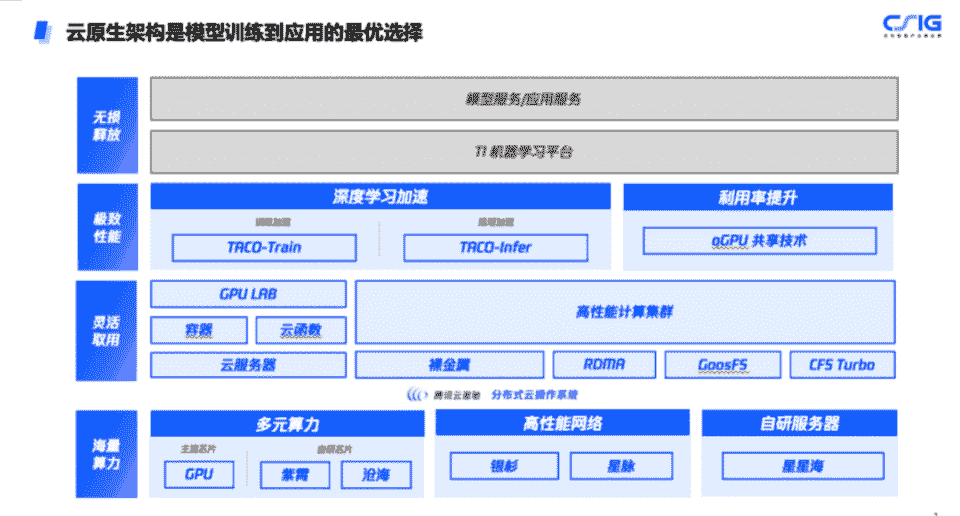 云原生架构是模型训练到应用的最优选择
CSIG
无损
释放
模型服务/应用服务
TI 机器学习平台
极致
性能
深度学习加速
利用率提升
训练加速
推理加速
TACO-Train
TACO-Infer
qGPU 共享技术
灵活
取用
GPU LAB
高性能计算集群
容器
云函数
云服务器
裸金属
RDMA
GoosFS
CFS Turbo
分布式云操作系统
海量
算力
多元算力
高性能网络
自研服务器
主流芯片
自研芯片
GPU
紫霄
沧海
银杉
星脉
星星海